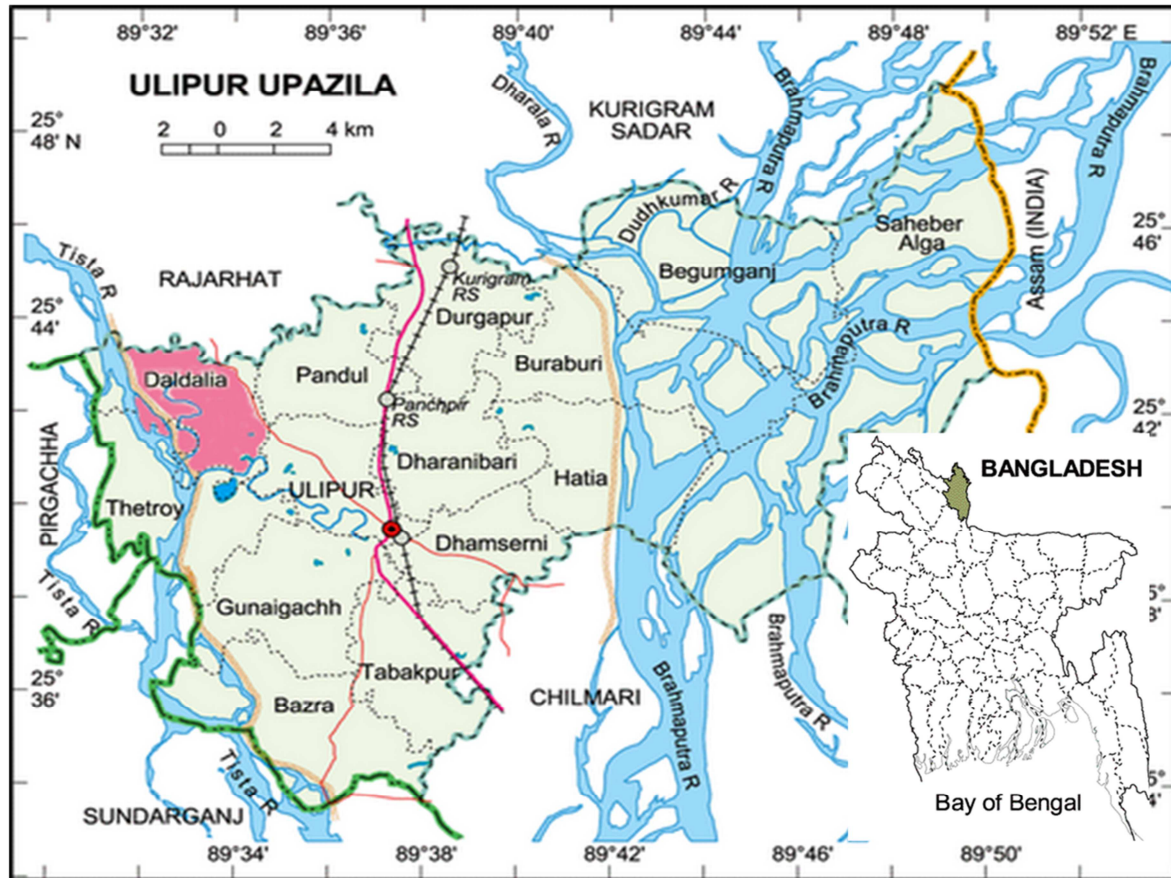 89°32' 89°36' 89°40' 89°44' 89°48' 89°52' E
ULIPUR UPAZILA
2 0 2 4 km
25°
48' N
Dharala R
KURIGRAM
SADAR
Brahmaputra R
Brahmaputra R
Dudhkumar R
Saheber
Alga
Assam (INDIA)
25°
46'
Tista R
RAJARHAT
Kurigram
RS
Begumganj
25°
44'
Durgapur
Brahmaputra R
Daldalia
Pandul
Buraburi
Panchpir
RS
25°
42'
PIRGACHHA
Thetroy
ULIPUR
Dharanibari
Hatia
BANGLADESH
Dhamserni
Tista R
Gunaigachh
5°
8'
25°
36'
Tabakpur
Bazra
CHILMARI
Brahmaputra R
Brahmaputra R
Tista R
SUNDARGANJ
5°
4'
Bay of Bengal
89°34' 89°38' 89°42' 89°46' 89°50'